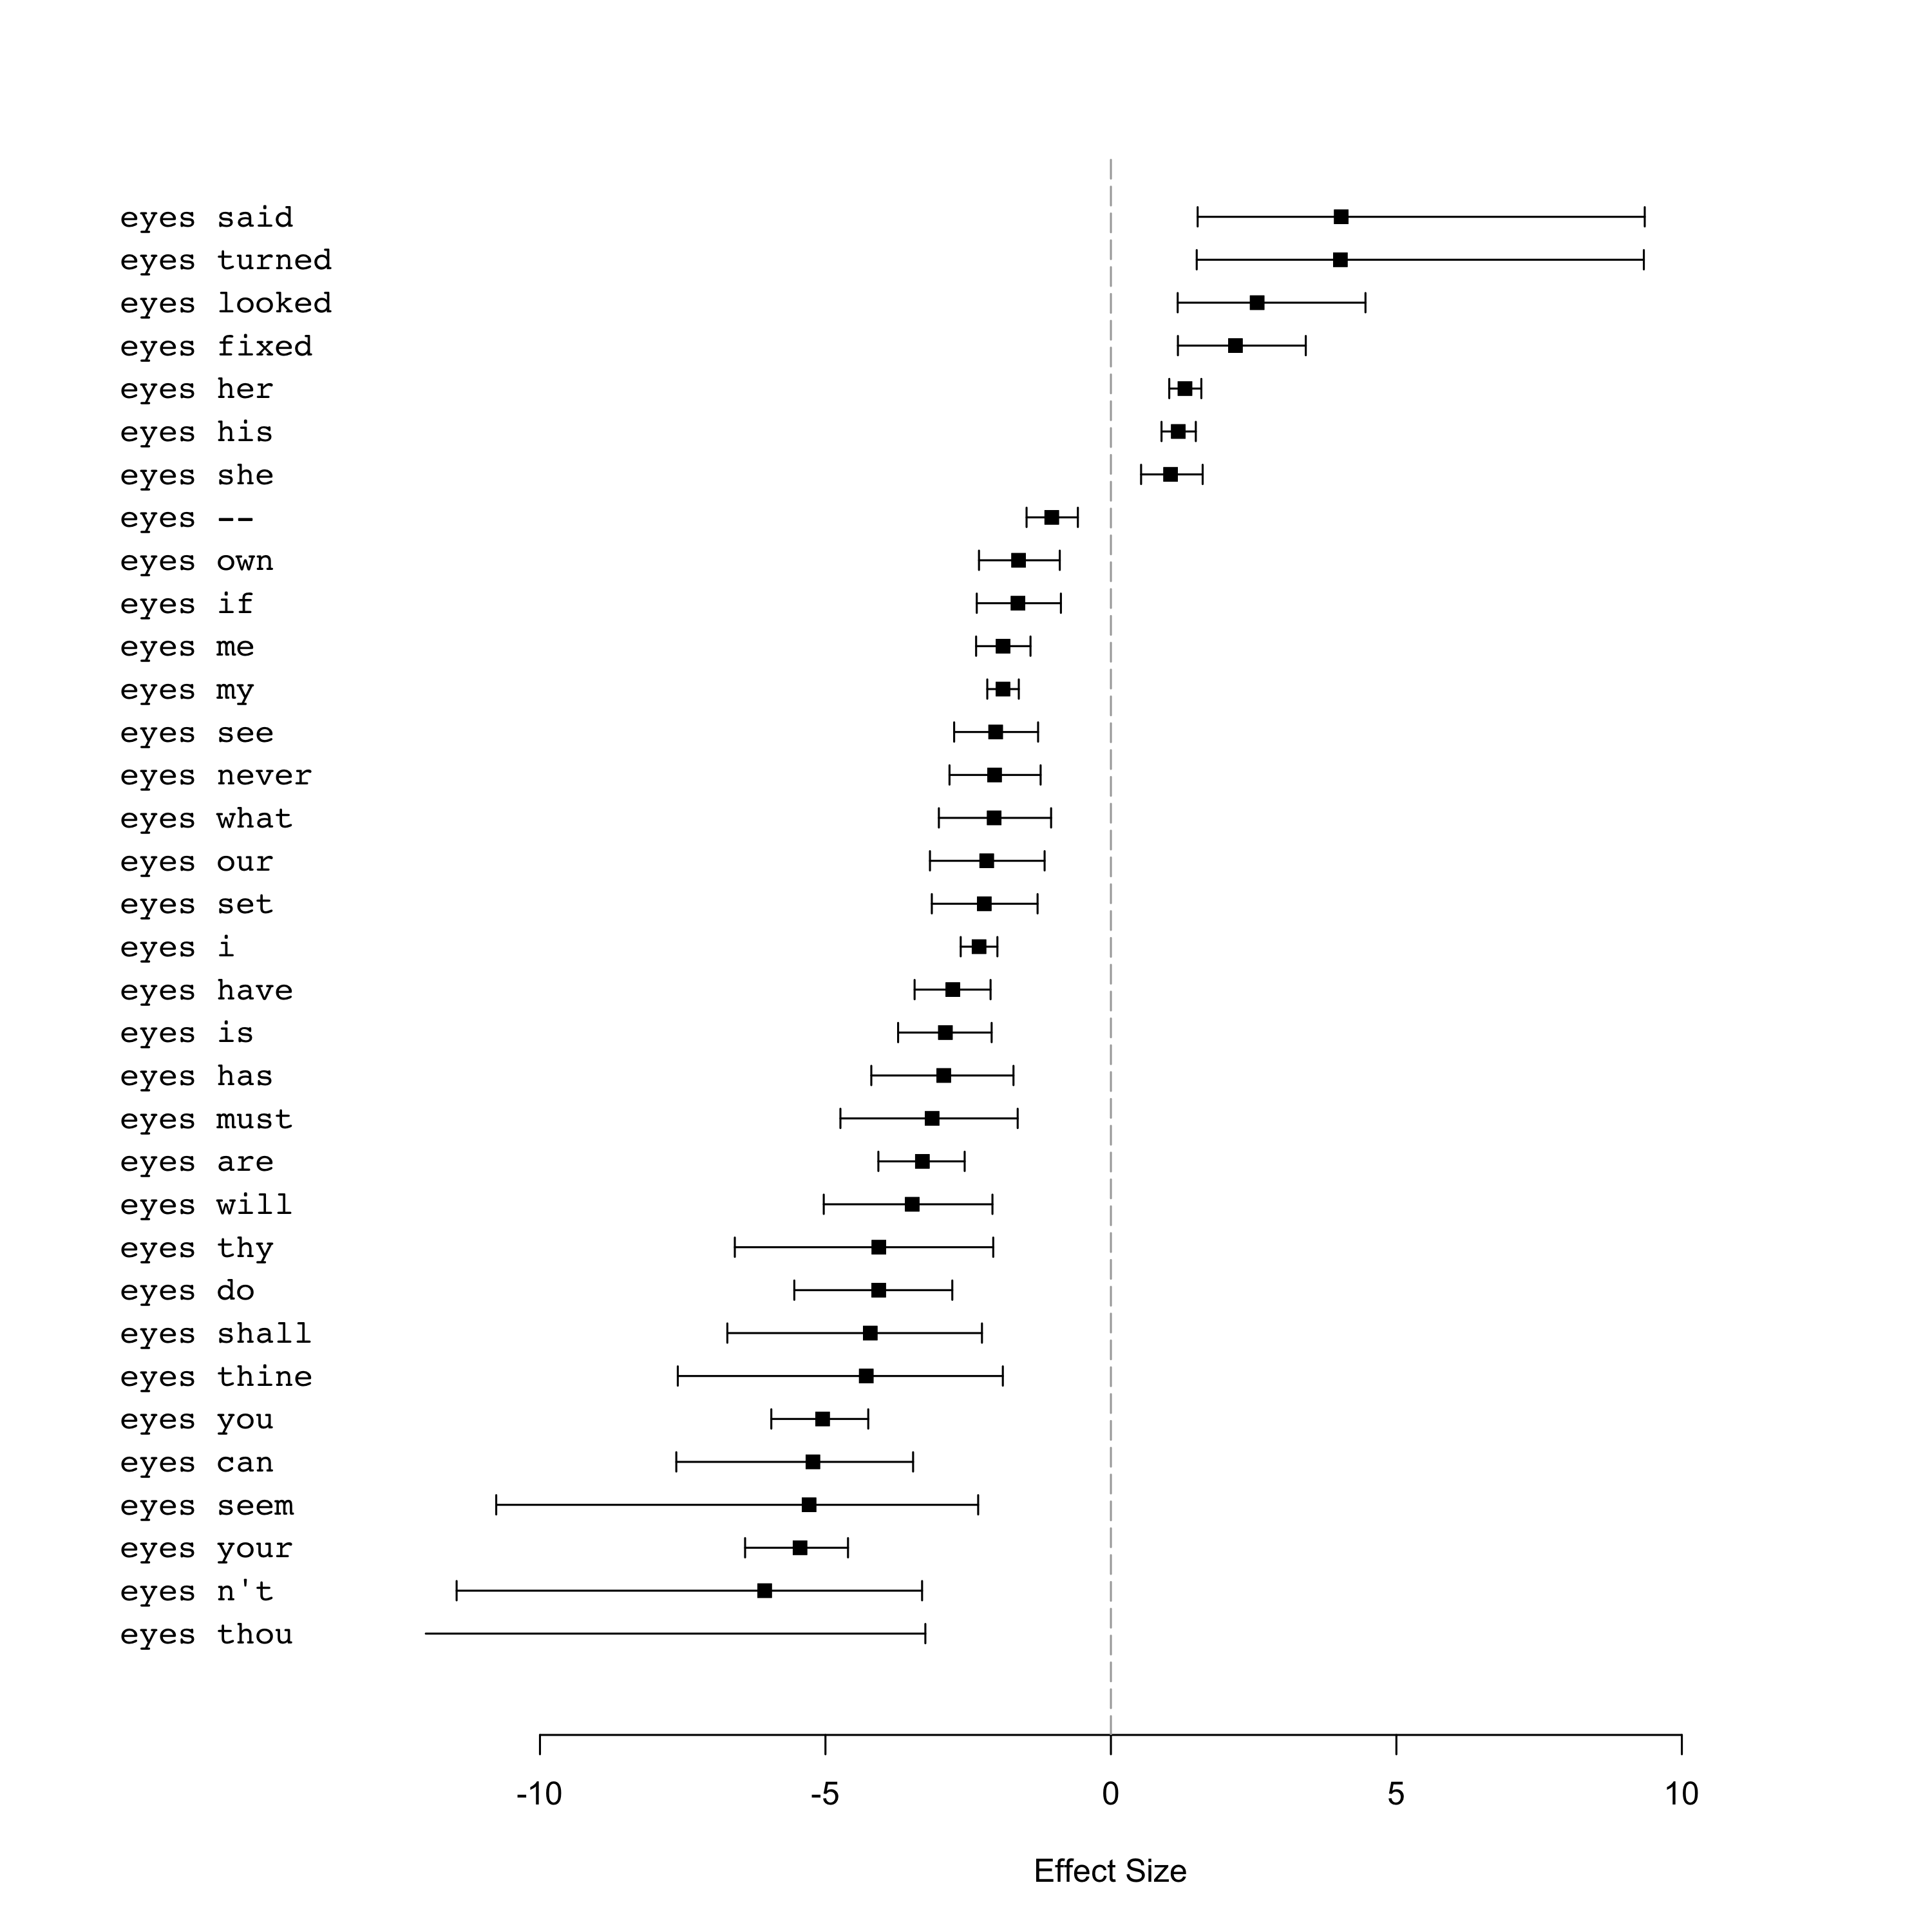 eyes said
eyes turned
eyes looked
eyes fixed
eyes her
eyes his
eyes she
eyes --
eyes own
eyes if
eyes me
eyes my
eyes see
eyes never
eyes what
eyes our
eyes set
eyes i
eyes have
eyes is
eyes has
eyes must
eyes are
eyes will
eyes thy
eyes do
eyes shall
eyes thine
eyes you
eyes can
eyes seem
eyes your
eyes n't
eyes thou
-10 -5 0 5 10
Effect Size